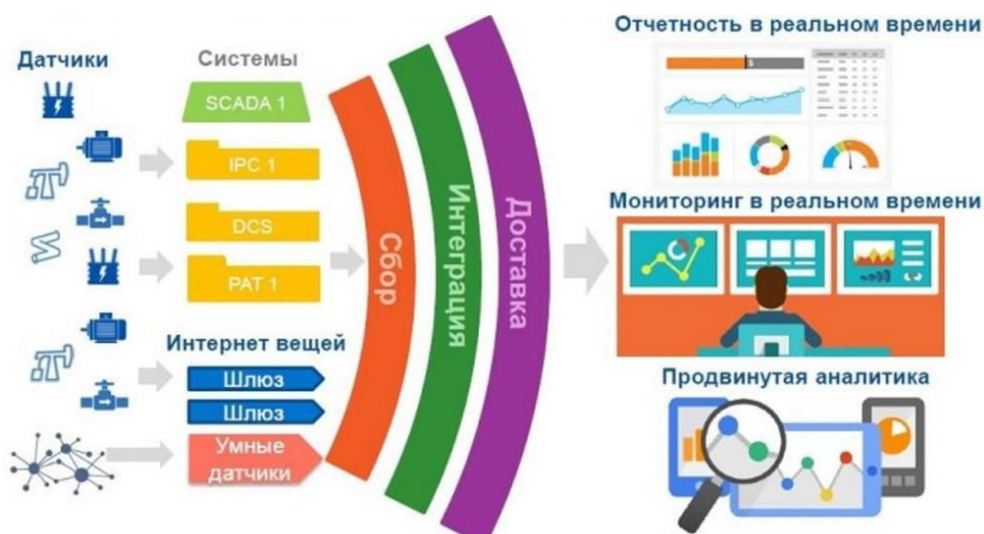 Датчики
Системы
SCADA 1
IPC 1
DCS
PAT 1
Интернет вещей
Шлюз
Шлюз
Умные
датчики
Сбор
Интеграция
Доставка
Отчетность в реальном времени
Мониторинг в реальном времени
Продвинутая аналитика